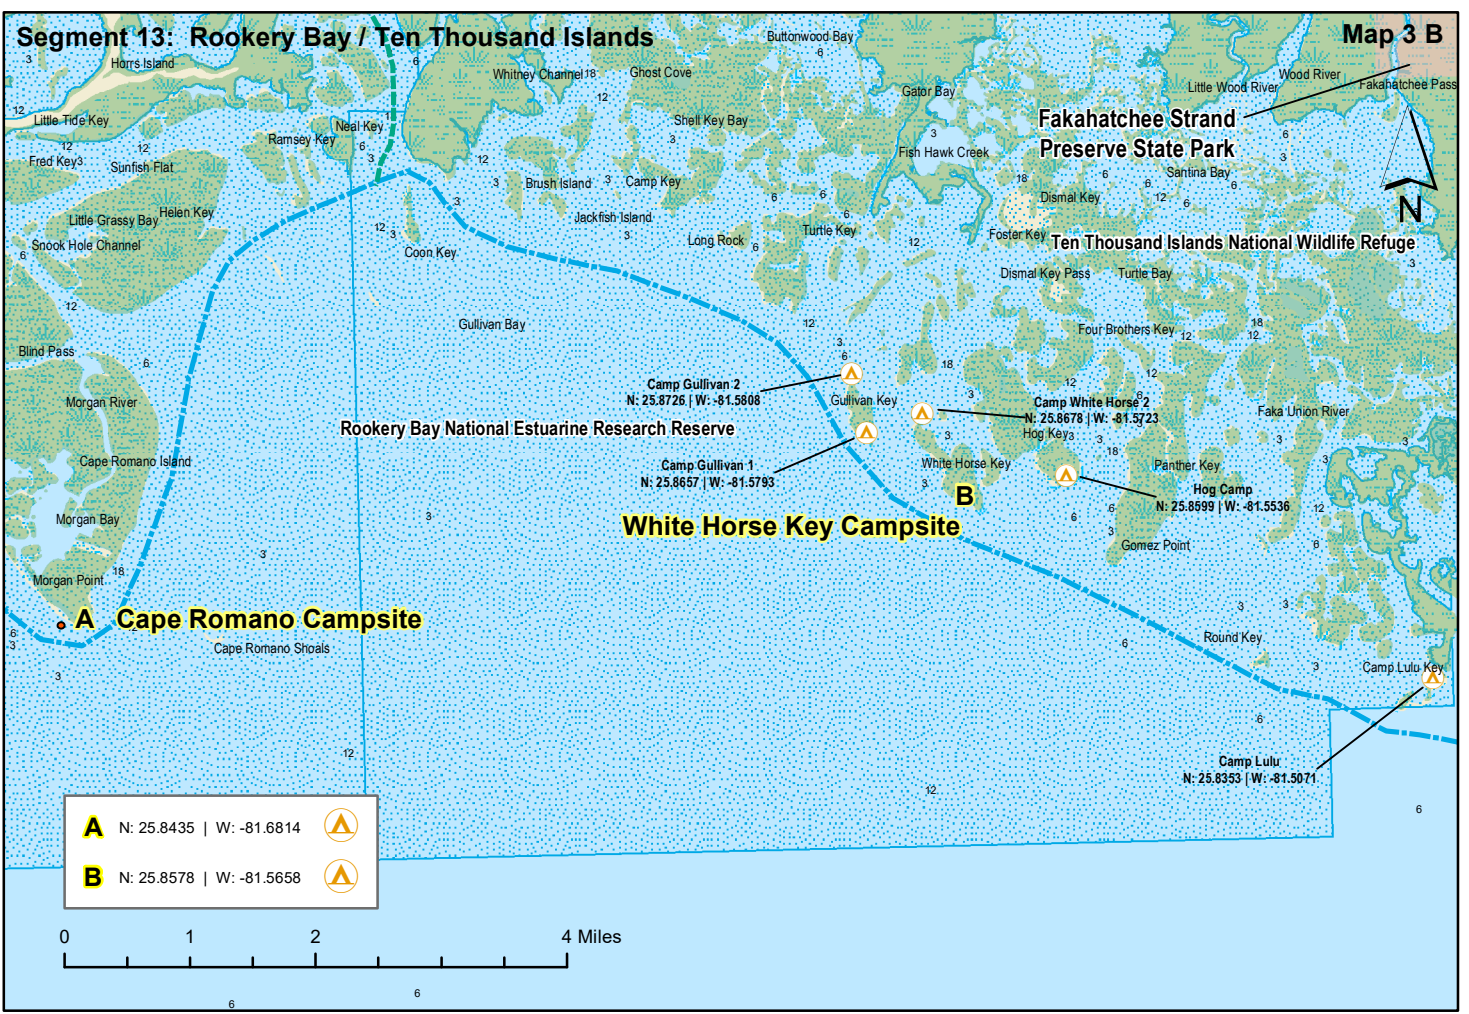 Segment 13: Rookery Bay / Ten Thousand Islands
Map 3 B
Horrs Island
Whitney Channel
18
Ghost Cove
Buttonwood Bay
6
Gator Bay
Little Wood River
Wood River
Fakahatchee Pass
Little Tide Key
Neal Key
Ramsey Key
Shell Key Bay
Fakahatchee Strand
Preserve State Park
Fred Key
3
Sunfish Flat
Fish Hawk Creek
Santina Bay
N
Brush Island
Camp Key
Dismal Key
Little Grassy Bay
Helen Key
Jackfish Island
Snook Hole Channel
Coon Key
Long Rock
Turtle Key
Foster Key
Ten Thousand Islands National Wildlife Refuge
Dismal Key Pass
Turtle Bay
Gullivan Bay
Four Brothers Key
Blind Pass
Camp Gullivan 2
N: 25.8726 | W: -81.5808
Gullivan Key
Morgan River
Camp White Horse 2
N: 25.8678 | W: -81.5723
Faka Union River
Rookery Bay National Estuarine Research Reserve
Hog Key
Cape Romano Island
Camp Gullivan 1
N: 25.8657 | W: -81.5793
White Horse Key
Panther Key
B
Hog Camp
N: 25.8599 | W: -81.5536
Morgan Bay
White Horse Key Campsite
Gomez Point
Morgan Point
18
A Cape Romano Campsite
Cape Romano Shoals
Round Key
Camp Lulu Key
Camp Lulu
N: 25.8353 | W: -81.5071
12
12
6
A N: 25.8435 | W: -81.6814
B N: 25.8578 | W: -81.5658
0 1 2 4 Miles
6
6